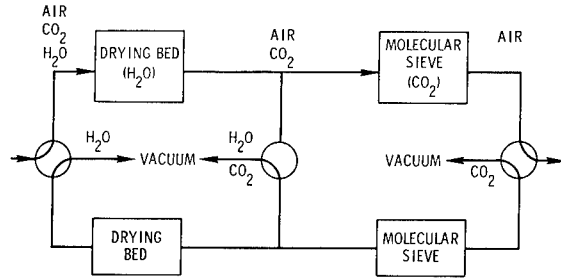 AIR
CO2
H2O
DRYING BED
(H2O)
AIR
CO2
MOLECULAR
SIEVE
(CO2)
AIR
H2O
VACUUM
H2O
CO2
VACUUM
CO2
DRYING
BED
MOLECULAR
SIEVE